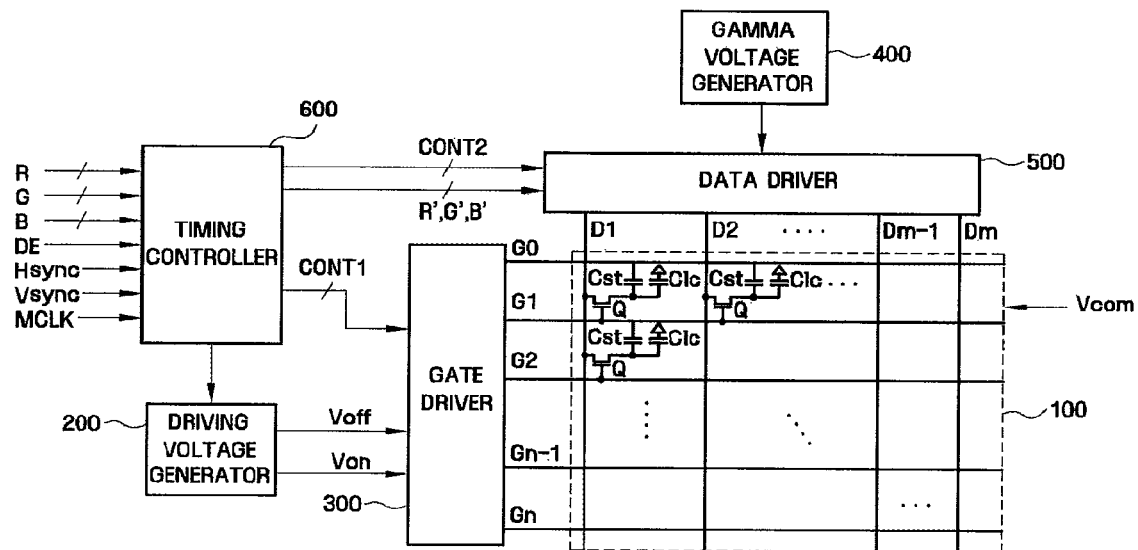 GAMMA
VOLTAGE
GENERATOR
400
600
CONT2
R
G
B
DE
Hsync
Vsync
MCLK
TIMING
CONTROLLER
R',G',B'
DATA DRIVER
500
D1
D2
....
Dm-1
Dm
CONT1
G0
Cst
Clc
Cst
Clc
....
G1
Q
Q
Vcom
Cst
Clc
G2
Q
GATE
DRIVER
200
DRIVING
VOLTAGE
GENERATOR
Voff
Von
100
Gn-1
300
Gn
...